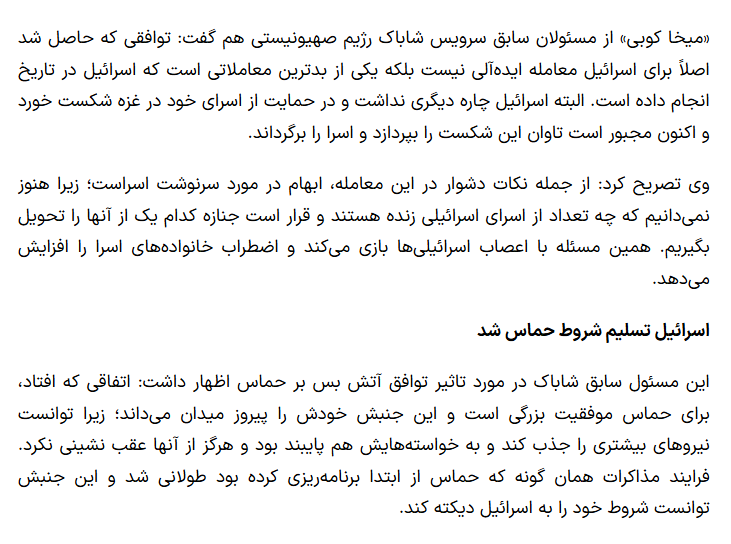 «میخا کوبی» از مسئولان سابق سرویس شاباک رژیم صهیونیستی هم گفت: توافقی که حاصل شد
اصلاً برای اسرائیل معامله ایده‌آلی نیست بلکه یکی از بدترین معاملاتی است که اسرائیل در تاریخ
انجام داده است. البته اسرائیل چاره دیگری نداشت و در حمایت از اسرای خود در غزه شکست خورد
و اکنون مجبور است تاوان این شکست را بپردازد و اسرا را برگرداند.
وی تصریح کرد: از جمله نکات دشوار در این معامله، ابهام در مورد سرنوشت اسراست؛ زیرا هنوز
نمی‌دانیم که چه تعداد از اسرای اسرائیلی زنده هستند و قرار است جنازه کدام یک از آنها را تحویل
بگیریم. همین مسئله با اعصاب اسرائیلی‌ها بازی می‌کند و اضطراب خانواده‌های اسرا را افزایش
می‌دهد.
اسرائیل تسلیم شروط حماس شد
این مسئول سابق شاباک در مورد تاثیر توافق آتش بس بر حماس اظهار داشت: اتفاقی که افتاد،
برای حماس موفقیت بزرگی است و این جنبش خودش را پیروز میدان می‌داند؛ زیرا توانست
نیروهای بیشتری را جذب کند و به خواسته‌هایش هم پایبند بود و هرگز از آنها عقب نشینی نکرد.
فرایند مذاکرات همان گونه که حماس از ابتدا برنامه‌ریزی کرده بود طولانی شد و این جنبش
توانست شروط خود را به اسرائیل دیکته کند.